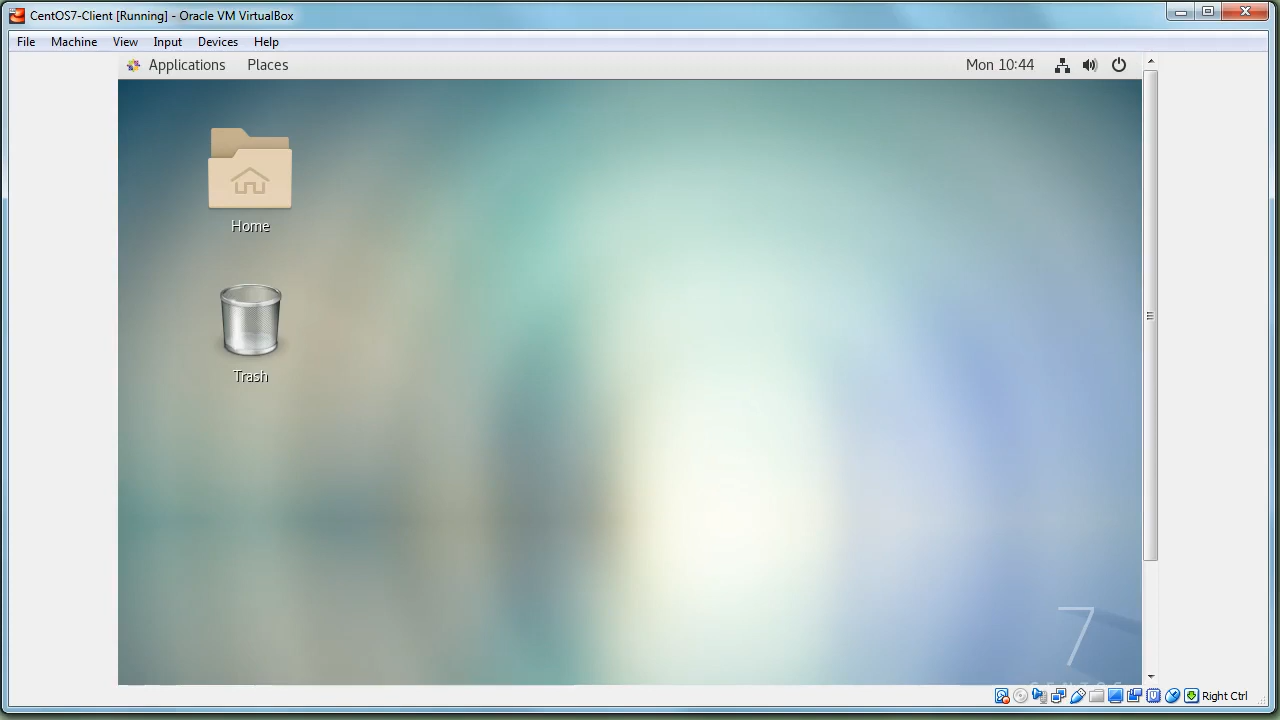 CentOS7-Client [Running] - Oracle VM VirtualBox
File Machine View Input Devices Help
Applications Places Mon 10:44
Home
Trash
7
Right Ctrl